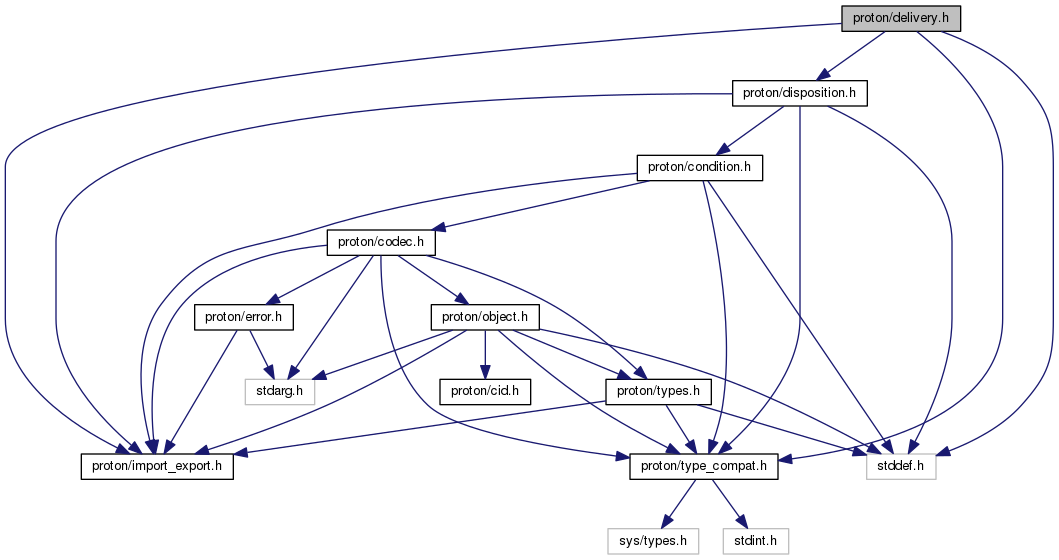 proton/delivery.h
proton/disposition.h
proton/condition.h
proton/codec.h
proton/error.h
proton/object.h
stdarg.h
proton/cid.h
proton/types.h
proton/import_export.h
proton/type_compat.h
stddef.h
sys/types.h
stdint.h